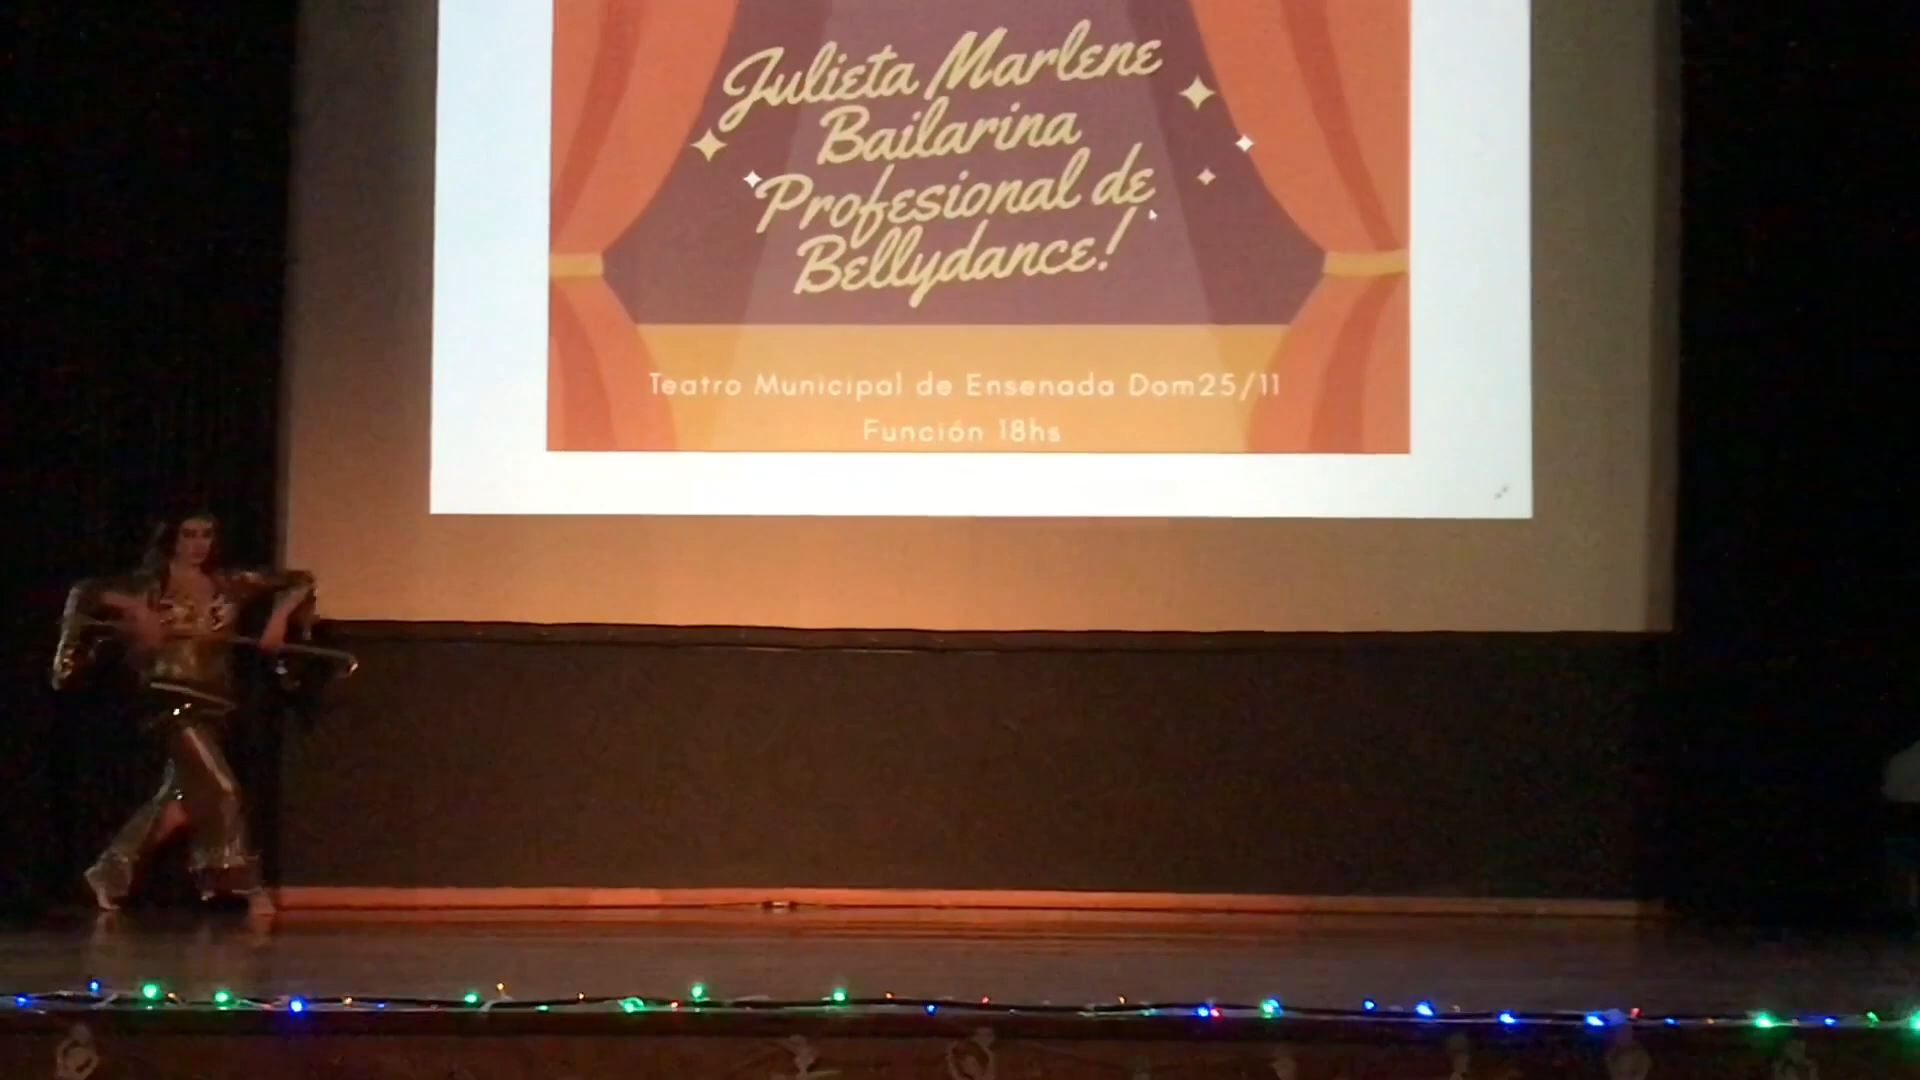 Julieta Marlene
Bailarina
Profesional de
Bellydance!
Teatro Municipal de Ensenada Dom25/11
Función 18hs